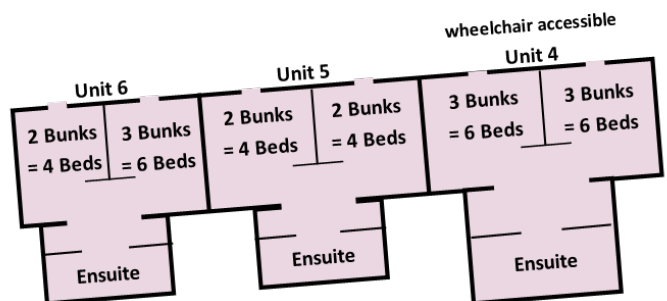 wheelchair accessible
Unit 6
Unit 5
Unit 4
2 Bunks
= 4 Beds
3 Bunks
= 6 Beds
2 Bunks
= 4 Beds
2 Bunks
= 4 Beds
3 Bunks
= 6 Beds
3 Bunks
= 6 Beds
Ensuite
Ensuite
Ensuite